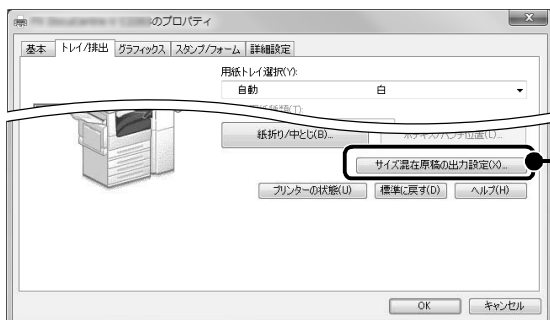 のプロパティ
基本 トレイ/排出 グラフィックス スタンプ/フォーム 詳細設定
用紙トレイ選択(Y):
自動 白
紙折り/中とじ(B)...
サイズ混在原稿の出力設定(X)...
プリンターの状態(U) 標準に戻す(D) ヘルプ(H)
OK キャンセル